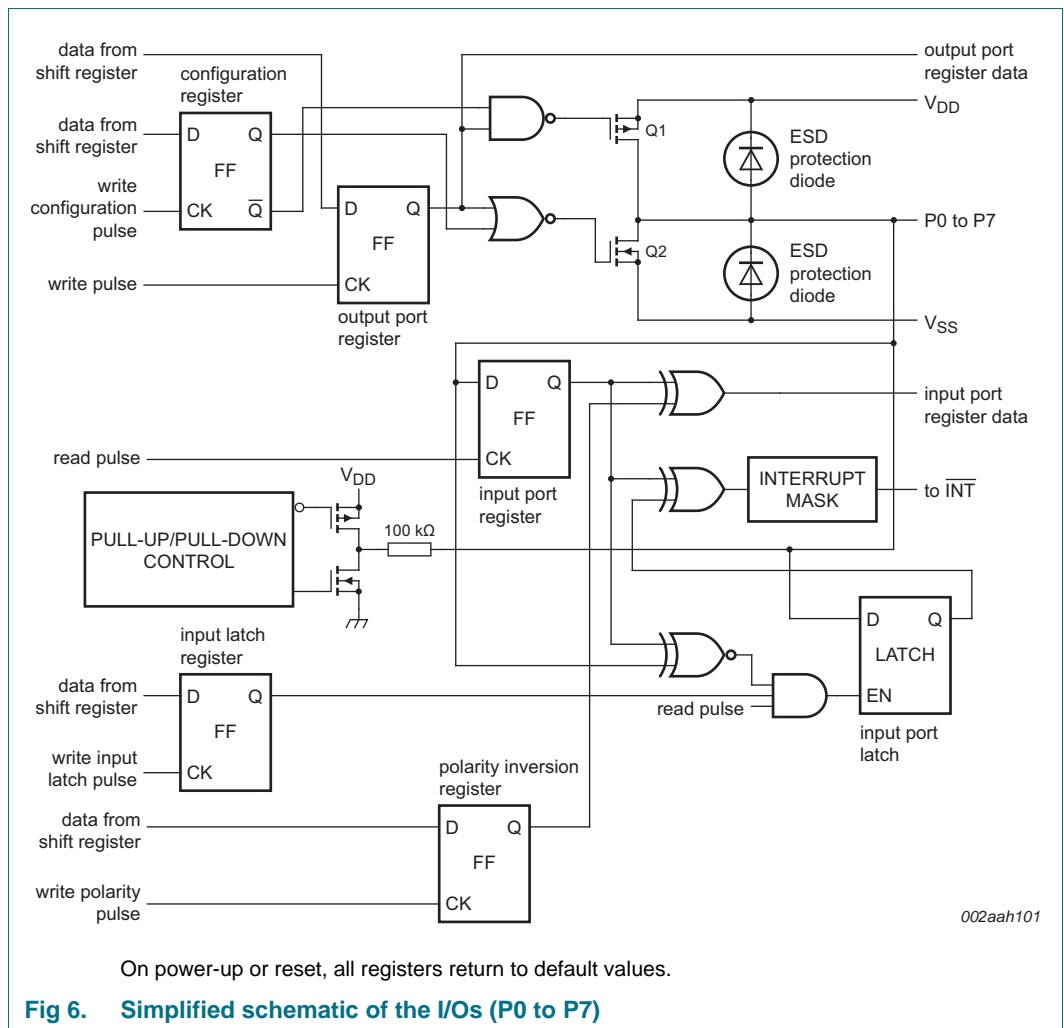 data from
shift register
configuration
register
data from
shift register
D
Q
FF
write
configuration
pulse
CK
Q
D
Q
FF
CK
write pulse
output port
register
output port
register data
VDD
Q1
ESD
protection
diode
P0 to P7
Q2
ESD
protection
diode
VSS
D
Q
FF
CK
read pulse
input port
register
input port
register data
INTERRUPT
MASK
to INT
VDD
PULL-UP/PULL-DOWN
CONTROL
100 kΩ
D
Q
LATCH
EN
input port
latch
read pulse
input latch
register
data from
shift register
D
Q
FF
write input
latch pulse
CK
polarity inversion
register
data from
shift register
D
Q
FF
write polarity
pulse
CK
002aah101
On power-up or reset, all registers return to default values.
Fig 6. Simplified schematic of the I/Os (P0 to P7)